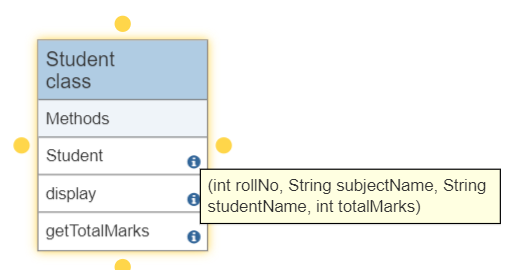 Student
class
Methods
Student
(int rollNo, String subjectName, String
studentName, int totalMarks)
display
getTotalMarks